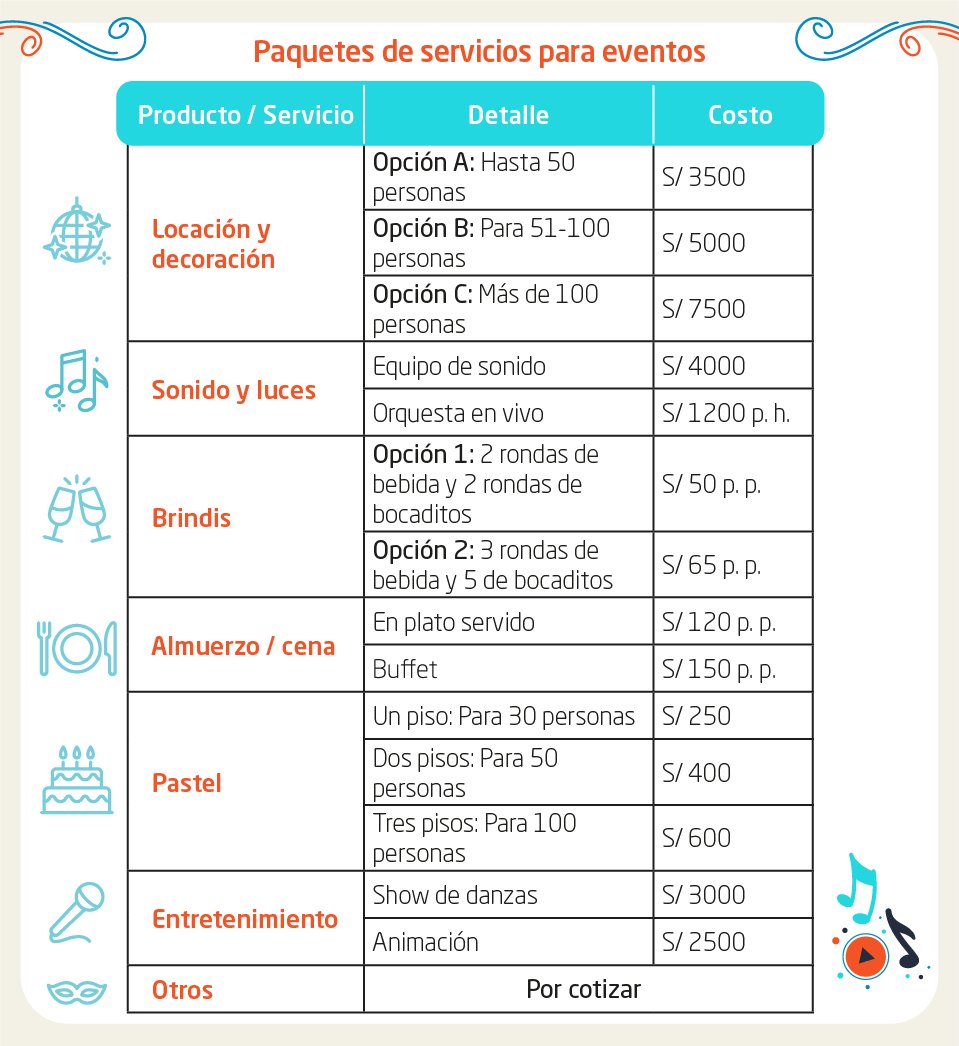 Paquetes de servicios para eventos
Producto / Servicio
Detalle
Costo
Locación y
decoración
Opción A: Hasta 50
personas
S/ 3500
Opción B: Para 51-100
personas
S/ 5000
Opción C: Más de 100
personas
S/ 7500
Sonido y luces
Equipo de sonido
S/ 4000
Orquesta en vivo
S/ 1200 p. h.
Brindis
Opción 1: 2 rondas de
bebida y 2 rondas de
bocaditos
S/ 50 p. p.
Opción 2: 3 rondas de
bebida y 5 de bocaditos
S/ 65 p. p.
Almuerzo / cena
En plato servido
S/ 120 p. p.
Buffet
S/ 150 p. p.
Pastel
Un piso: Para 30 personas
S/ 250
Dos pisos: Para 50
personas
S/ 400
Tres pisos: Para 100
personas
S/ 600
Entretenimiento
Show de danzas
S/ 3000
Animación
S/ 2500
Otros
Por cotizar